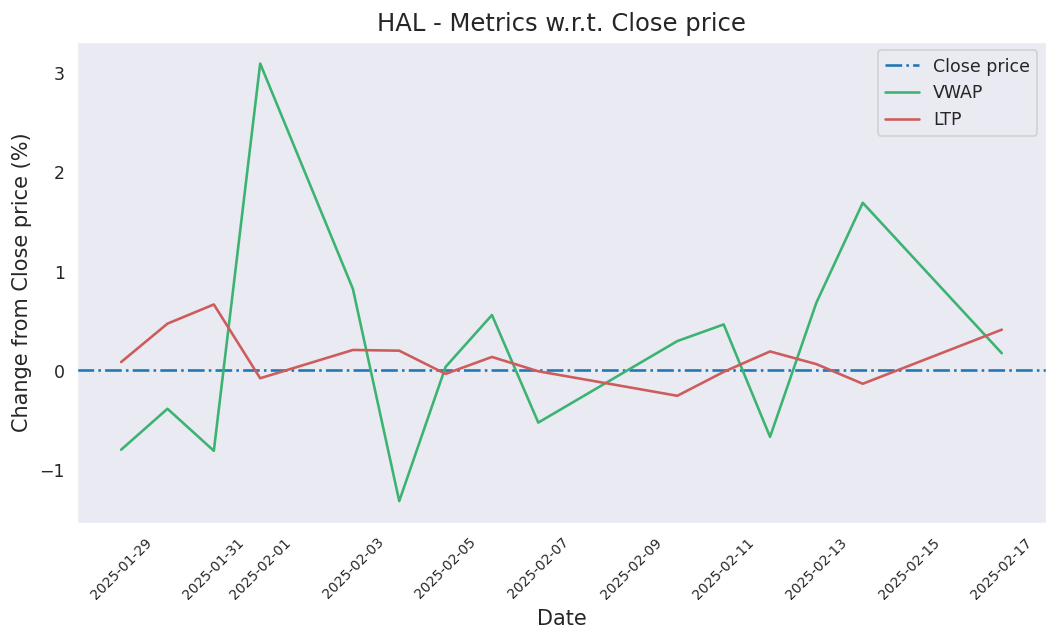 HAL - Metrics w.r.t. Close price
Close price
VWAP
LTP
Change from Close price (%)
3
2
1
0
−1
2025-01-29
2025-01-31
2025-02-01
2025-02-03
2025-02-05
2025-02-07
2025-02-09
2025-02-11
2025-02-13
2025-02-15
2025-02-17
Date